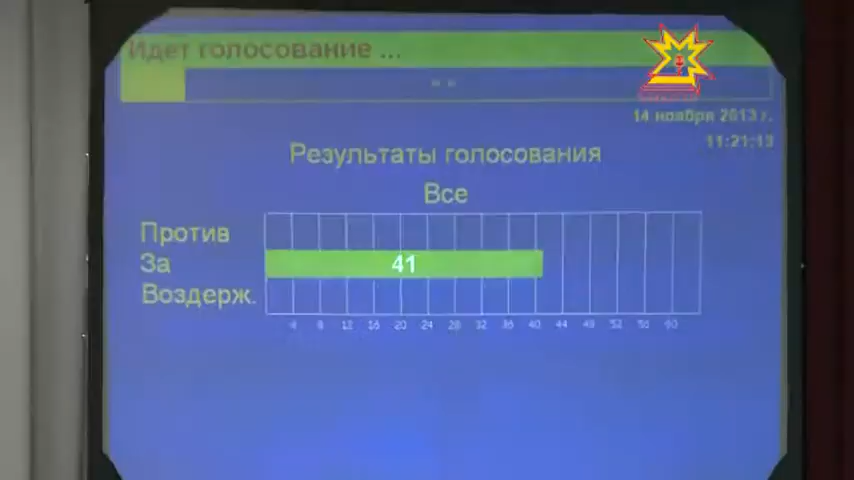 Идет голосование ...
14 ноября 2013 г.
11:21:13
Результаты голосования
Все
Против
За
41
Воздерж.
4 8 12 16 20 24 28 32 36 40 44 48 52 56 60